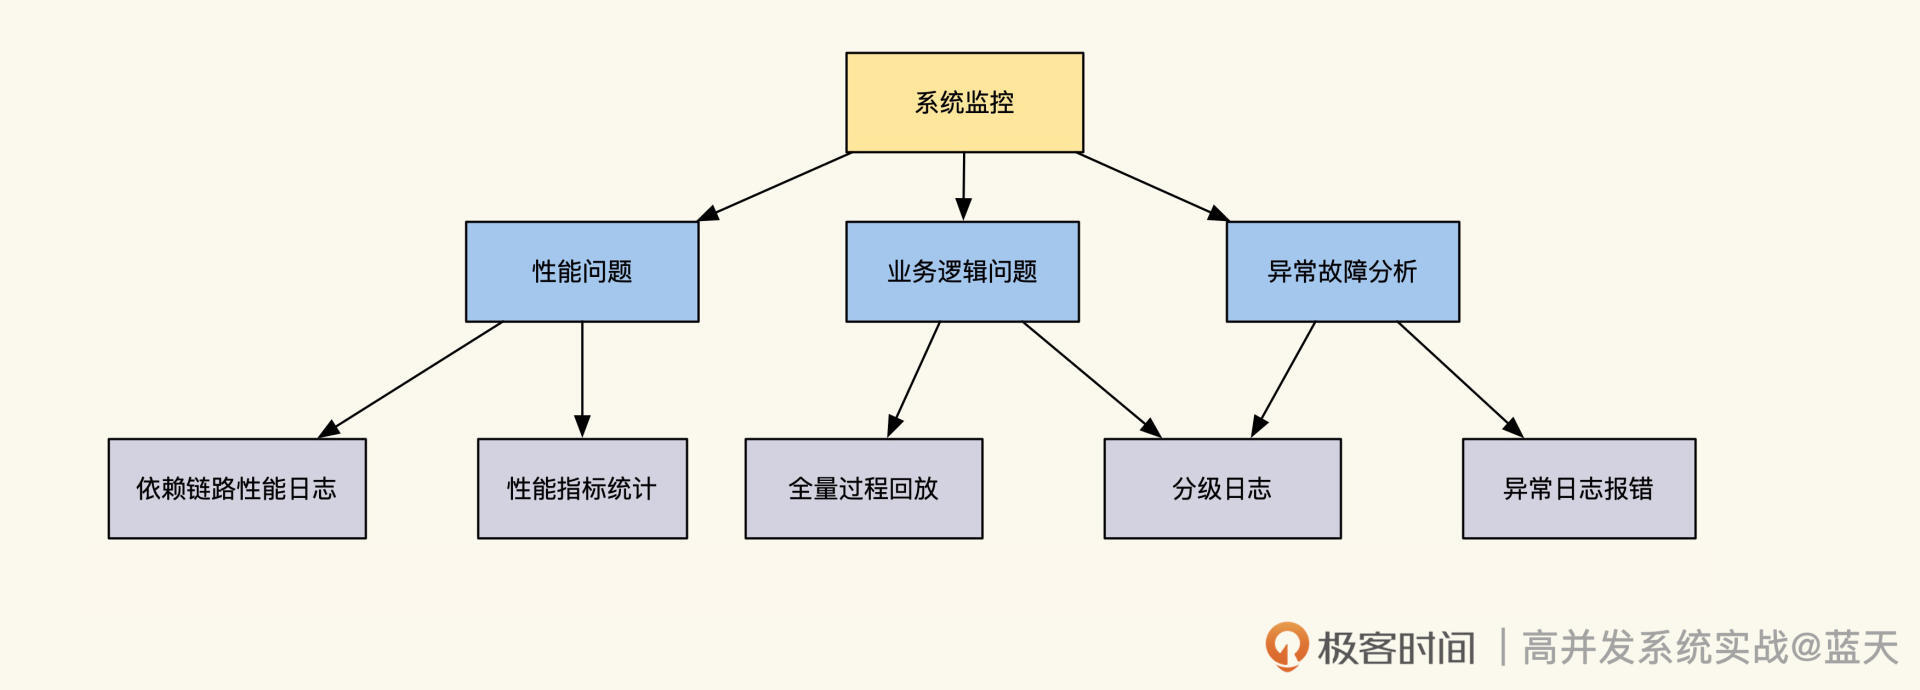 系统监控
性能问题
业务逻辑问题
异常故障分析
依赖链路性能日志
性能指标统计
全量过程回放
分级日志
异常日志报错
极客时间 | 高并发系统实战@蓝天